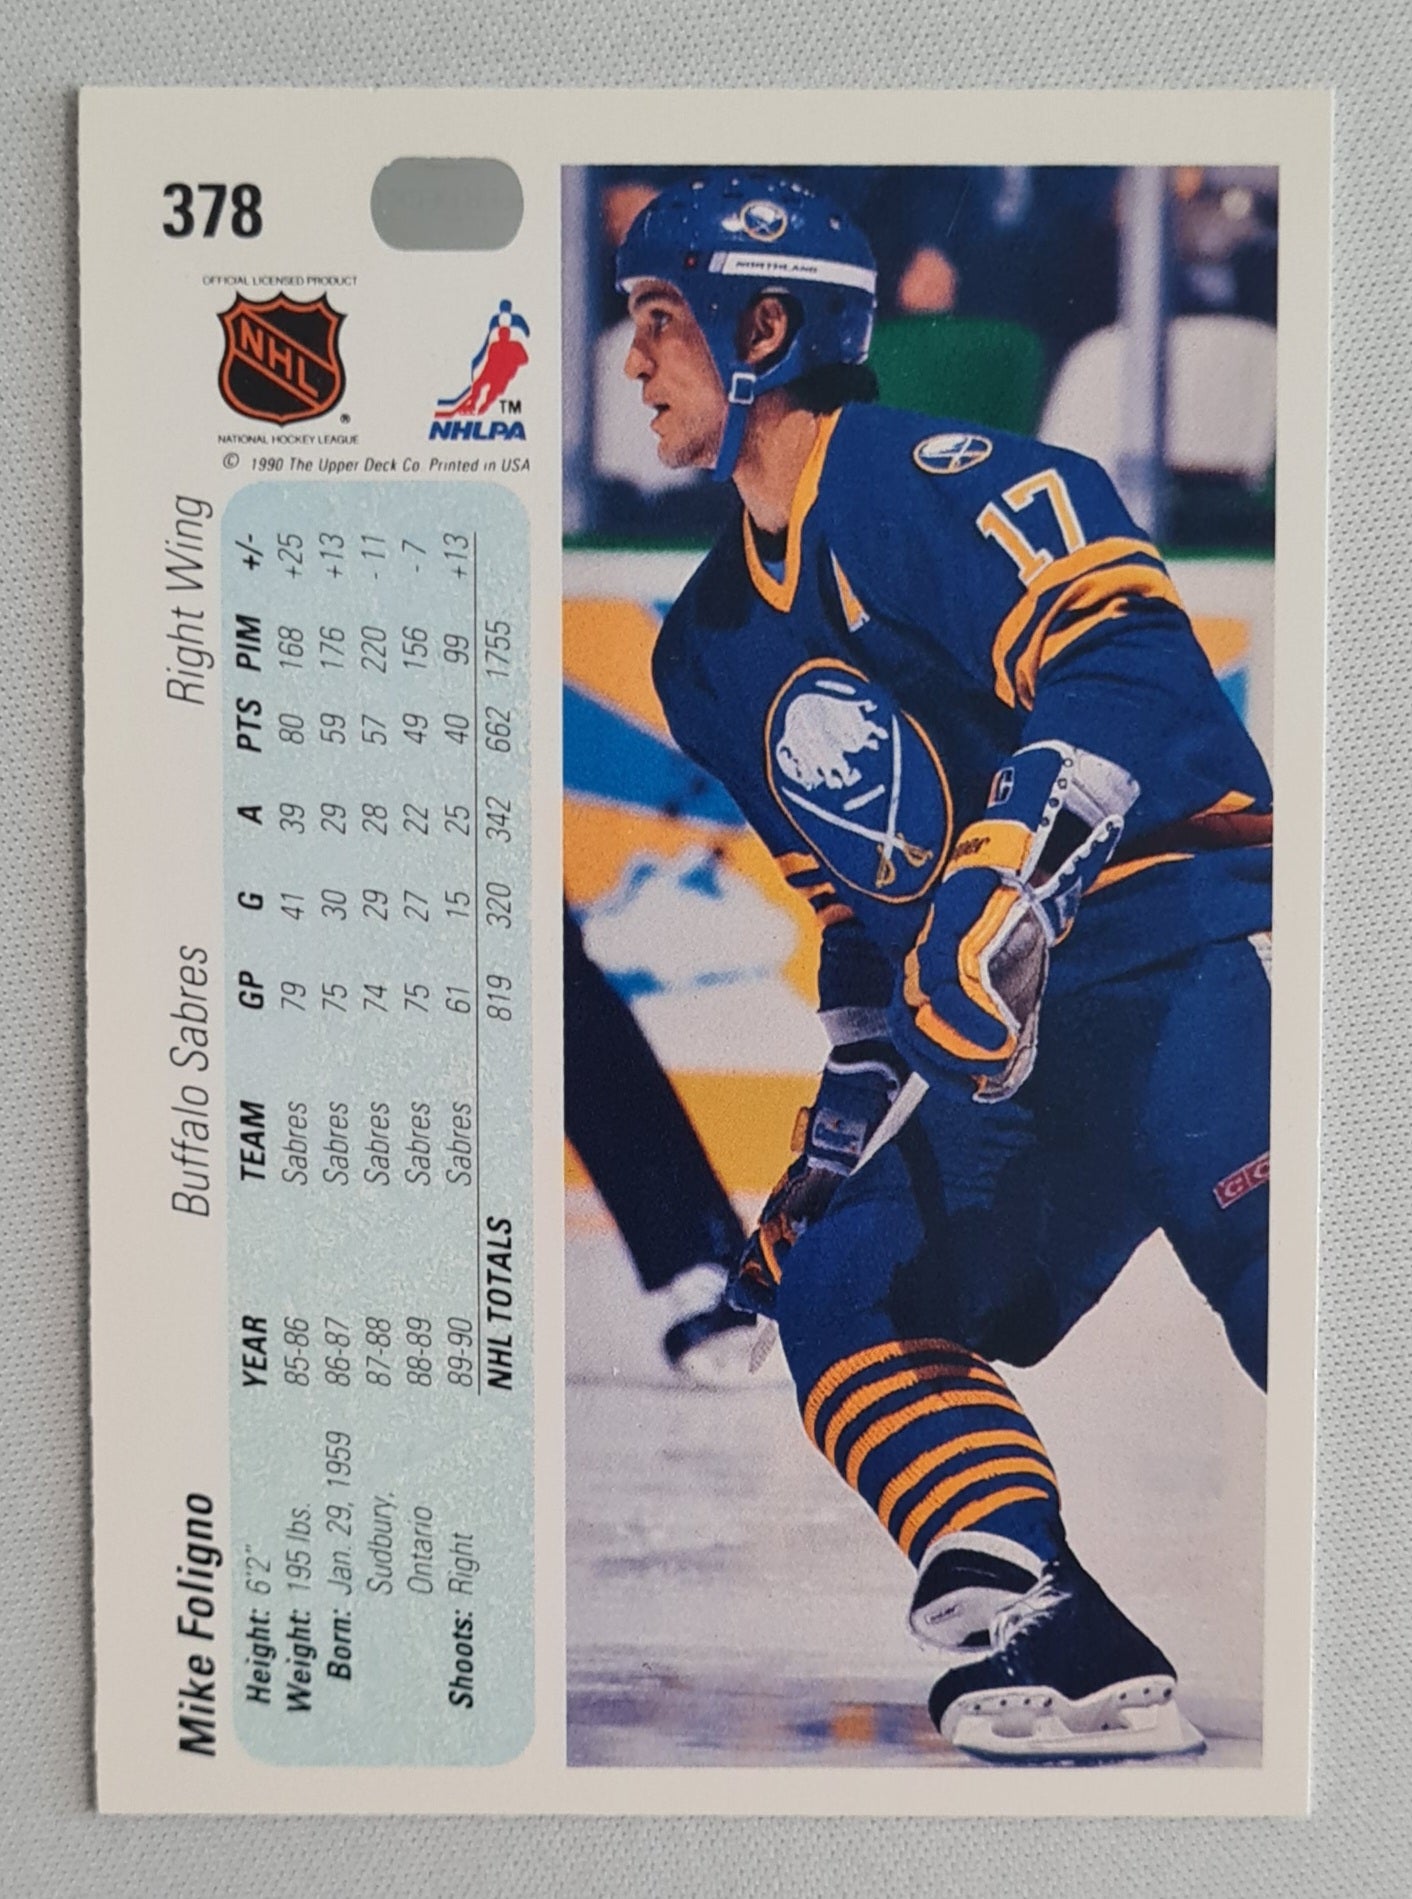 378
OFFICIAL LICENSED PRODUCT
NHL
®
NATIONAL HOCKEY LEAGUE
TM
NHLPA
© 1990 The Upper Deck Co. Printed in USA
Mike Foligno Buffalo Sabres Right Wing
Height: 6'2"
Weight: 195 lbs.
Born: Jan. 29, 1959
Sudbury,
Ontario
Shoots: Right
YEAR TEAM GP G A PTS PIM +/-
85-86 Sabres 79 41 39 80 168 +25
86-87 Sabres 75 30 29 59 176 +13
87-88 Sabres 74 29 28 57 220 - 11
88-89 Sabres 75 27 22 49 156 - 7
89-90 Sabres 61 15 25 40 99 +13
NHL TOTALS 819 320 342 662 1755
NORTHLAND
17